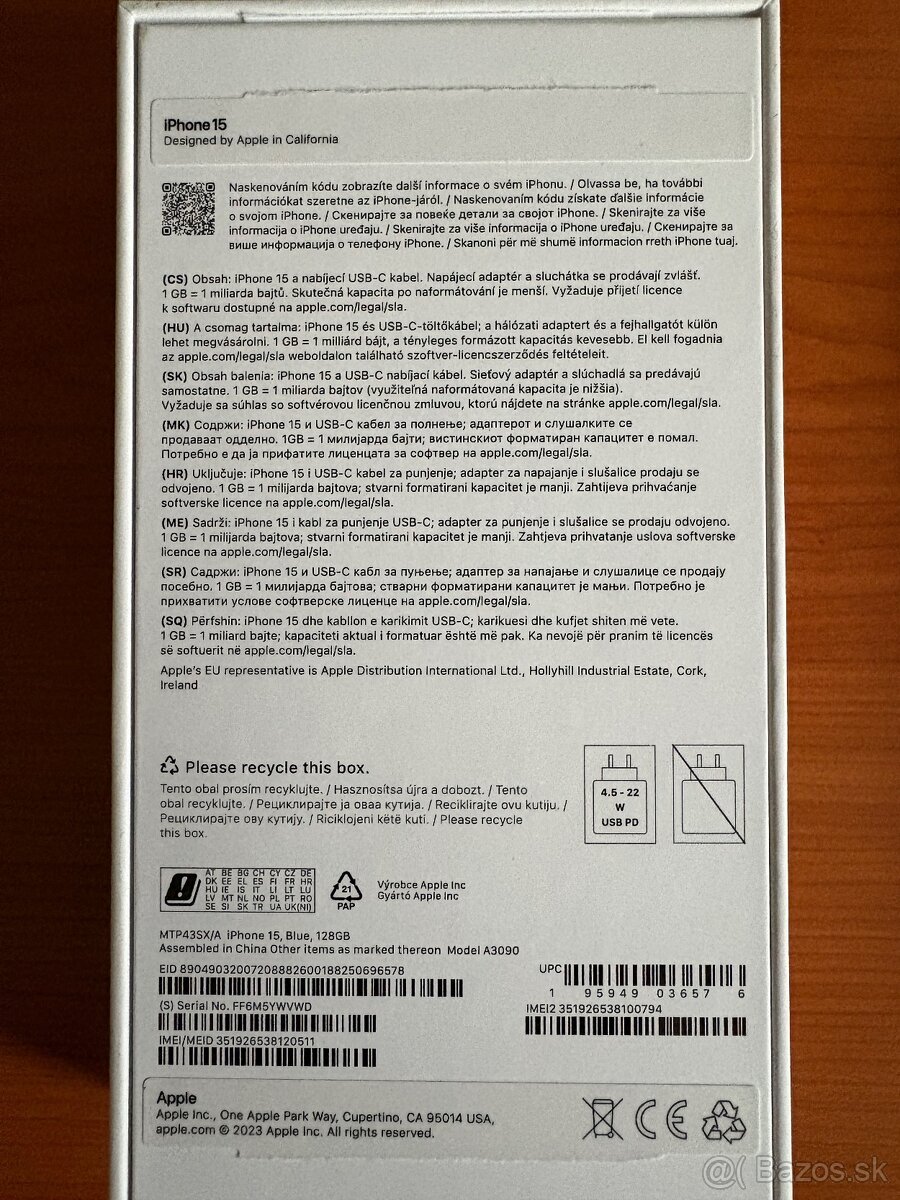 iPhone 15
Designed by Apple in California
Naskenováním kódu zobrazíte další informace o svém iPhonu. / Olvassa be, ha további
információkat szeretne az iPhone-járól. / Naskenovaním kódu získate ďalšie informácie
o svojom iPhone. / Скенирајте за повеќе детали за својот iPhone. / Skenirajte za više
informacija o iPhone uređaju. / Skenirajte za više informacija o iPhone uređaju. / Скенирајте за
више информација о телефону iPhone. / Skanoni për më shumë informacion rreth iPhone tuaj.
(CS) Obsah: iPhone 15 a nabíjecí USB-C kabel. Napájecí adaptér a sluchátka se prodávají zvlášť.
1 GB = 1 miliarda bajtů. Skutečná kapacita po naformátování je menší. Vyžaduje přijetí licence
k softwaru dostupné na apple.com/legal/sla.
(HU) A csomag tartalma: iPhone 15 és USB-C-töltőkábel; a hálózati adaptert és a fejhallgatót külön
lehet megvásárolni. 1 GB = 1 milliárd bájt, a tényleges formázott kapacitás kevesebb. El kell fogadnia
az apple.com/legal/sla weboldalon található szoftver-licencszerződés feltételeit.
(SK) Obsah balenia: iPhone 15 a USB-C nabíjací kábel. Sieťový adaptér a slúchadlá sa predávajú
samostatne. 1 GB = 1 miliarda bajtov (využiteľná naformátovaná kapacita je nižšia).
Vyžaduje sa súhlas so softvérovou licenčnou zmluvou, ktorú nájdete na stránke apple.com/legal/sla.
(MK) Содржи: iPhone 15 и USB-C кабел за полнење; адаптерот и слушалките се
продаваат одделно. 1GB = 1 милијарда бајти; вистинскиот форматиран капацитет е помал.
Потребно е да ја прифатите лиценцата за софтвер на apple.com/legal/sla.
(HR) Uključuje: iPhone 15 i USB-C kabel za punjenje; adapter za napajanje i slušalice prodaju se
odvojeno. 1 GB = 1 milijarda bajtova; stvarni formatirani kapacitet je manji. Zahtijeva prihvaćanje
softverske licence na apple.com/legal/sla.
(ME) Sadrži: iPhone 15 i kabl za punjenje USB-C; adapter za punjenje i slušalice se prodaju odvojeno.
1 GB = 1 milijarda bajtova; stvarni formatirani kapacitet je manji. Zahtjeva prihvatanje uslova softverske
licence na apple.com/legal/sla.
(SR) Садржи: iPhone 15 и USB-C кабл за пуњење; адаптер за напајање и слушалице се продају
посебно. 1 GB = 1 милијарда бајтова; стварни форматирани капацитет је мањи. Потребно је
прихватити услове софтверске лиценце на apple.com/legal/sla.
(SQ) Përfshin: iPhone 15 dhe kabllon e karikimit USB-C; karikuesi dhe kufjet shiten më vete.
1 GB = 1 miliard bajte; kapaciteti aktual i formatuar është më pak. Ka nevojë për pranim të licencës
së softuerit në apple.com/legal/sla.
Apple's EU representative is Apple Distribution International Ltd., Hollyhill Industrial Estate, Cork,
Ireland
Please recycle this box.
Tento obal prosím recyklujte. / Hasznosítsa újra a dobozt. / Tento
obal recyklujte. / Рециклирајте ја оваа кутија. / Reciklirajte ovu kutiju. /
Рециклирајте ову кутију. / Riciklojeni këtë kuti. / Please recycle
this box.
4.5 - 22
W
USB PD
AT BE BG CH CY CZ DE
DK EE EL ES FI FR HR
HU IE IS IT LI LT LU
LV MT NL NO PL PT RO
SE SI SK TR UA UK(NI)
21
PAP
Výrobce Apple Inc
Gyártó Apple Inc
MTP43SX/A iPhone 15, Blue, 128GB
Assembled in China Other items as marked thereon Model A3090
EID 89049032007208882600188250696578
UPC
1 95949 03657 6
(S) Serial No. FF6M5YWVWD
IMEI2 351926538100794
IMEI/MEID 351926538120511
Apple
Apple Inc., One Apple Park Way, Cupertino, CA 95014 USA,
apple.com © 2023 Apple Inc. All rights reserved.
CE
Bazos.sk